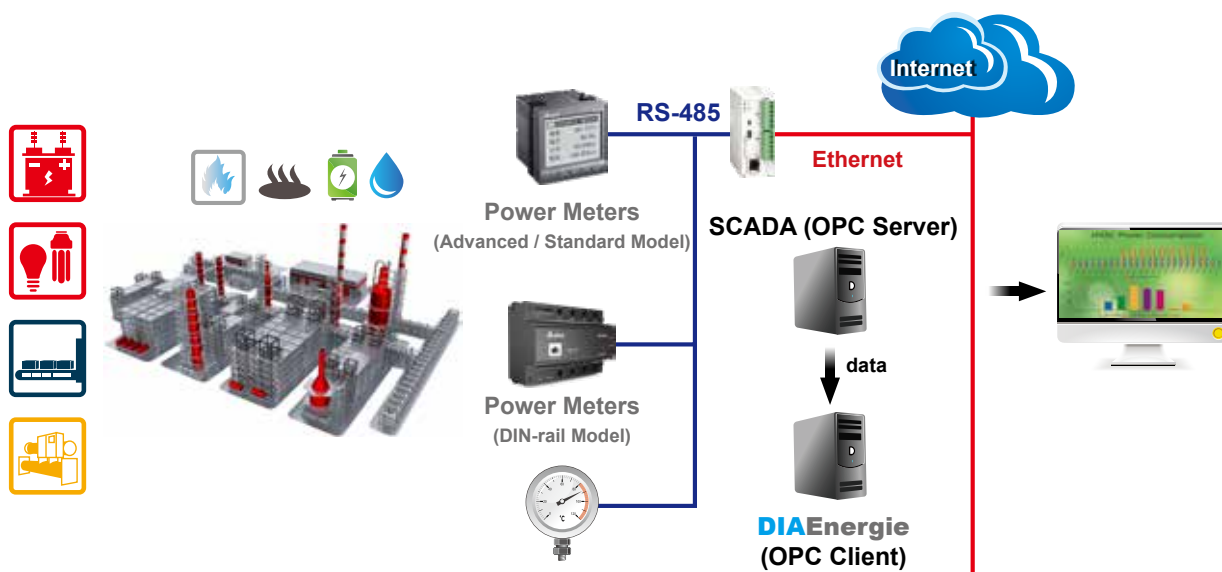 Internet
RS-485
Ethernet
Power Meters
(Advanced / Standard Model)
SCADA (OPC Server)
data
Power Meters
(DIN-rail Model)
°C
DIAEnergie
(OPC Client)